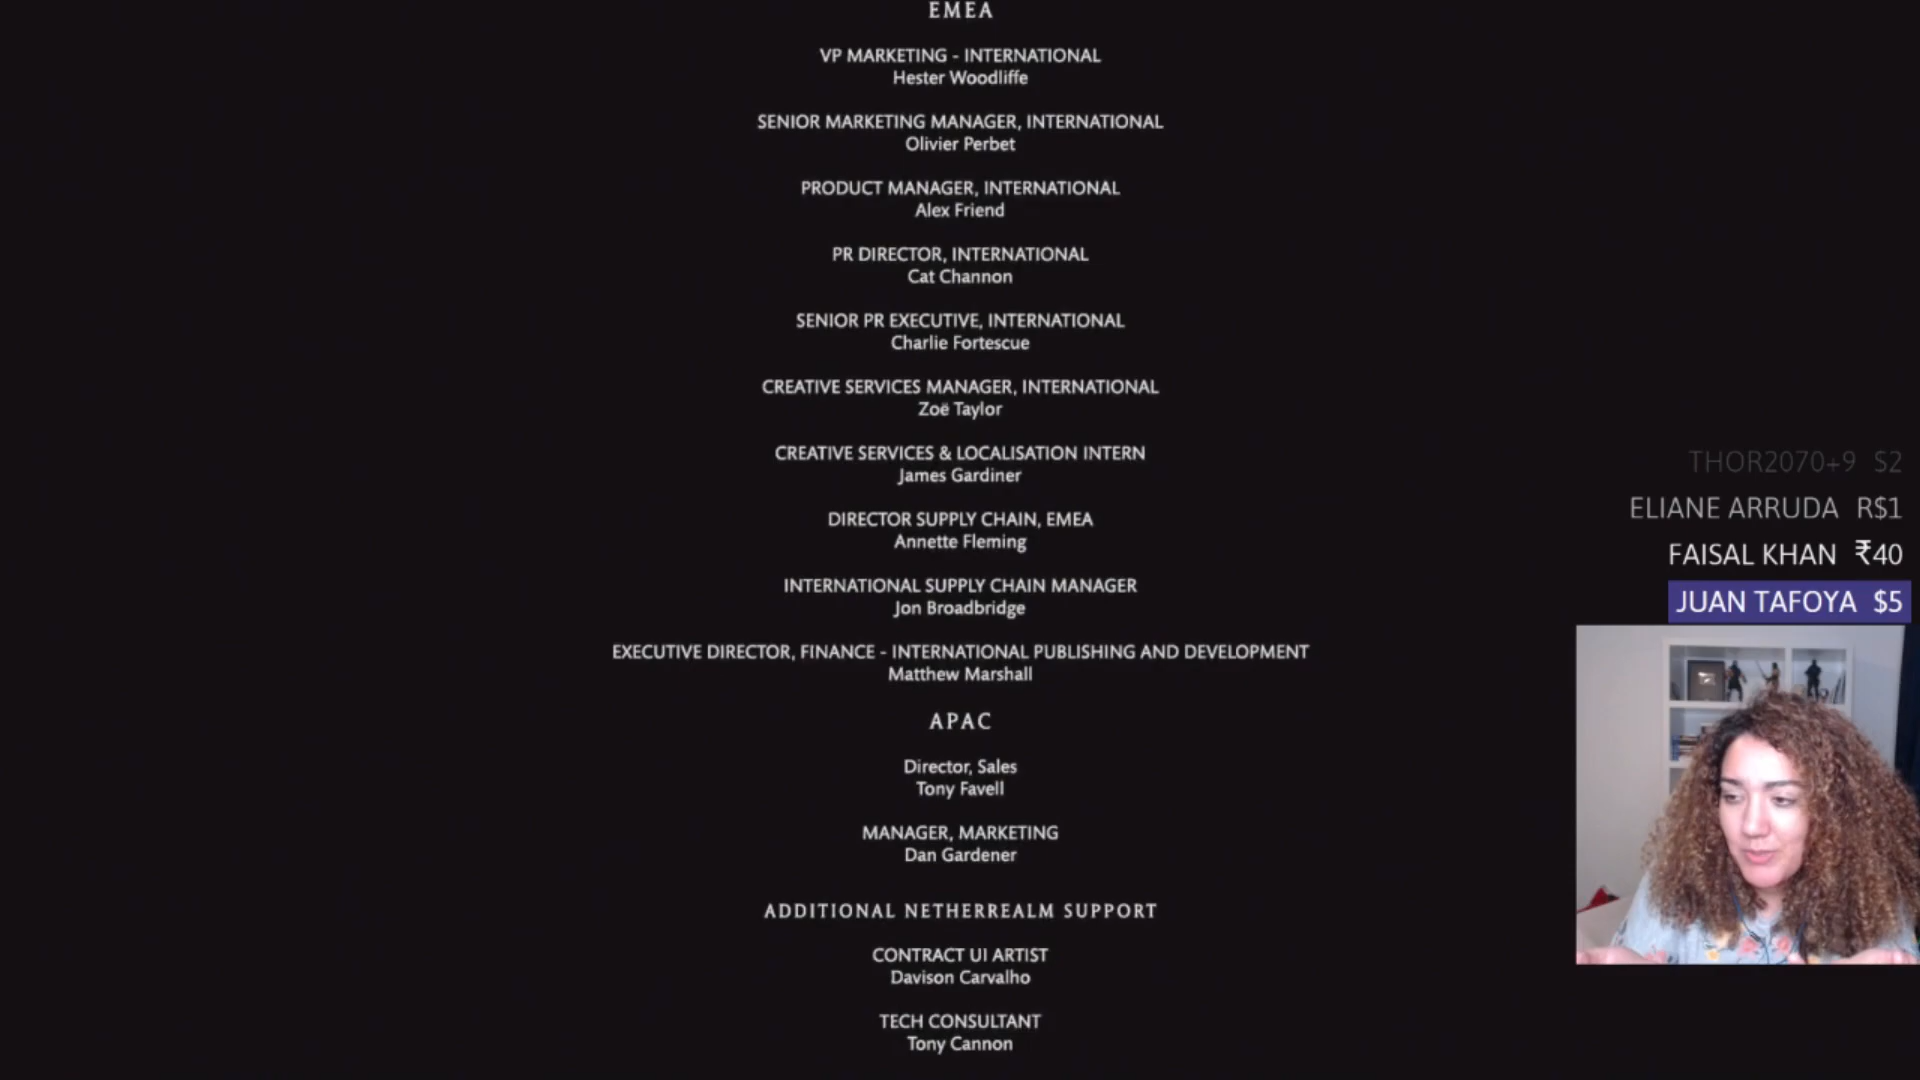 EMEA
VP MARKETING - INTERNATIONAL
Hester Woodliffe
SENIOR MARKETING MANAGER, INTERNATIONAL
Olivier Perbet
PRODUCT MANAGER, INTERNATIONAL
Alex Friend
PR DIRECTOR, INTERNATIONAL
Cat Channon
SENIOR PR EXECUTIVE, INTERNATIONAL
Charlie Fortescue
CREATIVE SERVICES MANAGER, INTERNATIONAL
Zoë Taylor
CREATIVE SERVICES & LOCALISATION INTERN
James Gardiner
DIRECTOR SUPPLY CHAIN, EMEA
Annette Fleming
INTERNATIONAL SUPPLY CHAIN MANAGER
Jon Broadbridge
EXECUTIVE DIRECTOR, FINANCE - INTERNATIONAL PUBLISHING AND DEVELOPMENT
Matthew Marshall
APAC
Director, Sales
Tony Favell
MANAGER, MARKETING
Dan Gardener
ADDITIONAL NETHERREALM SUPPORT
CONTRACT UI ARTIST
Davison Carvalho
TECH CONSULTANT
Tony Cannon
THOR2070+9 $2
ELIANE ARRUDA R$1
FAISAL KHAN ₹40
JUAN TAFOYA $5